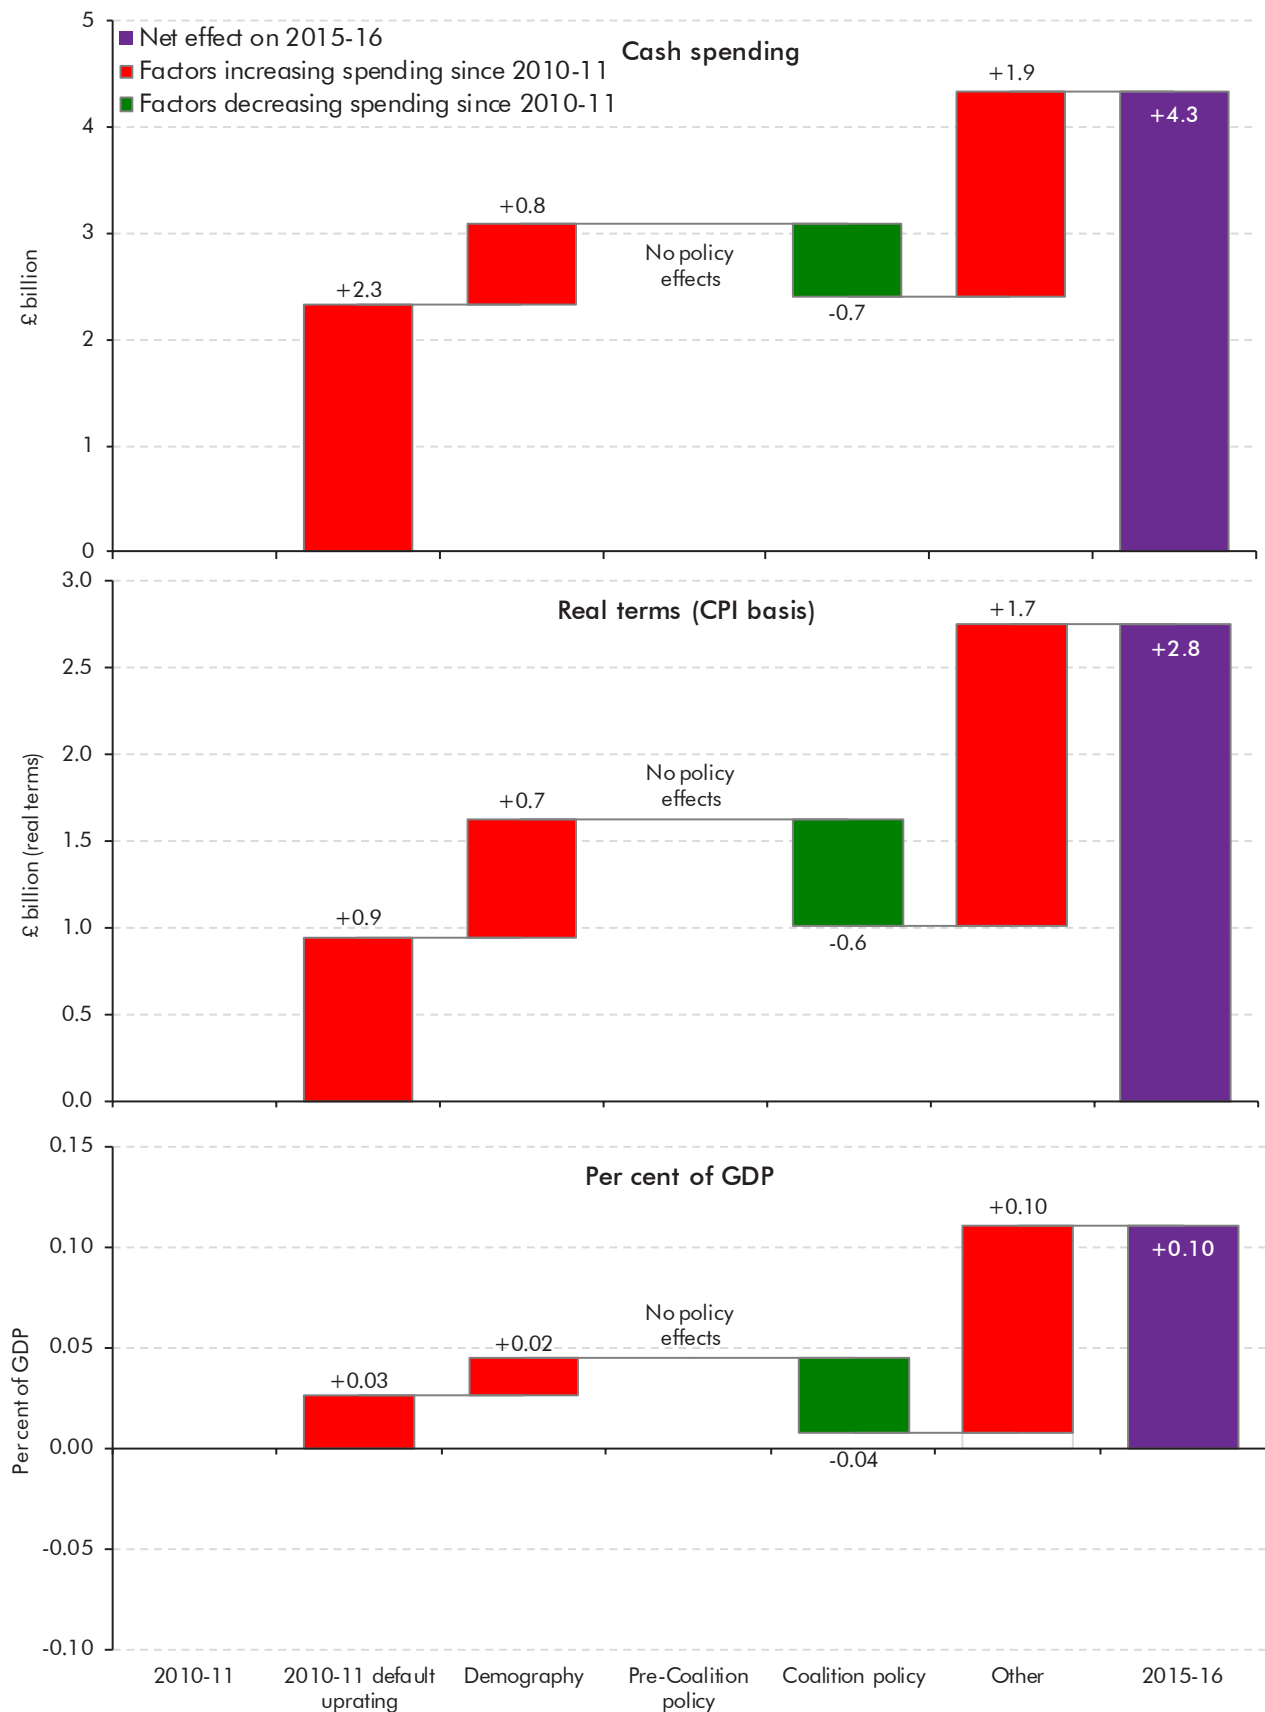 5
Net effect on 2015-16
Cash spending
Factors increasing spending since 2010-11
+1.9
Factors decreasing spending since 2010-11
+4.3
4
+0.8
3
No policy
effects
+2.3
-0.7
£ billion
2
1
0
3.0
Real terms (CPI basis)
+1.7
+2.8
2.5
2.0
No policy
effects
+0.7
1.5
£ billion (real terms)
+0.9
1.0
-0.6
0.5
0.0
0.15
Per cent of GDP
+0.10
0.10
+0.10
No policy
effects
+0.02
0.05
+0.03
Per cent of GDP
0.00
-0.04
-0.05
-0.10
2010-11
2010-11 default
uprating
Demography
Pre-Coalition
policy
Coalition policy
Other
2015-16